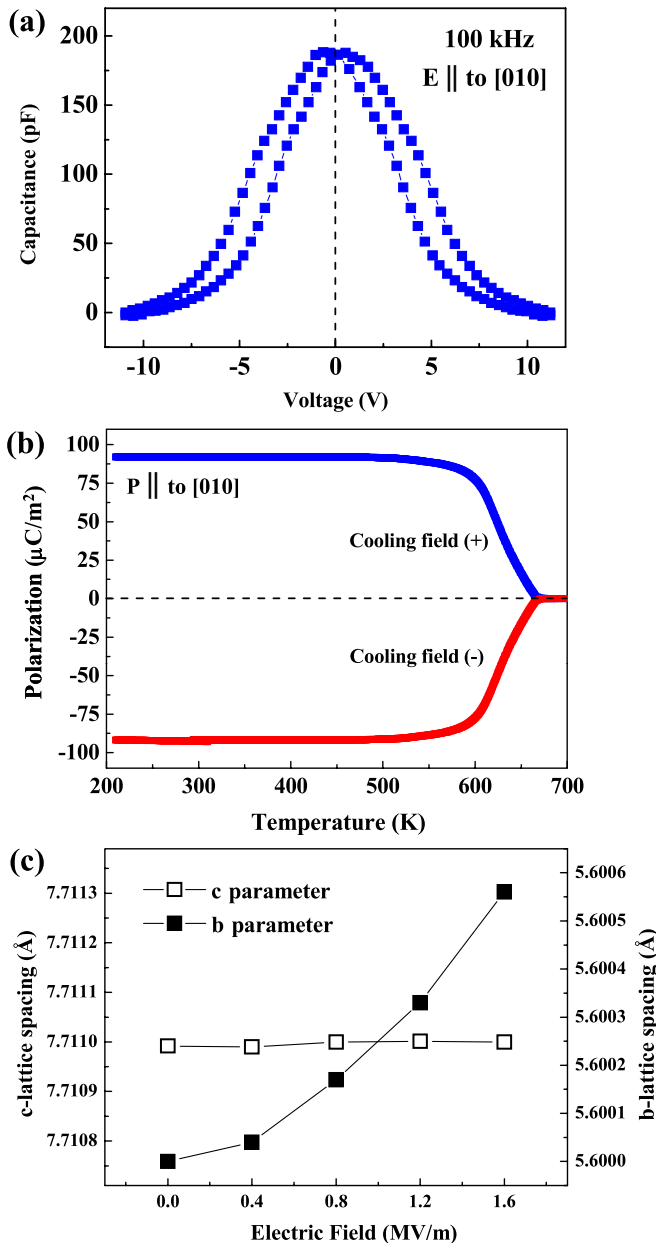 (a)
100 kHz
E || to [010]
200
150
100
50
0
Capacitance (pF)
-10 -5 0 5 10
Voltage (V)
(b)
P || to [010]
Cooling field (+)
Cooling field (-)
100
75
50
25
0
-25
-50
-75
-100
Polarization (μC/m²)
200 300 400 500 600 700
Temperature (K)
(c)
c parameter
b parameter
7.7113
7.7112
7.7111
7.7110
7.7109
7.7108
c-lattice spacing (Å)
5.6006
5.6005
5.6004
5.6003
5.6002
5.6001
5.6000
b-lattice spacing (Å)
0.0 0.4 0.8 1.2 1.6
Electric Field (MV/m)